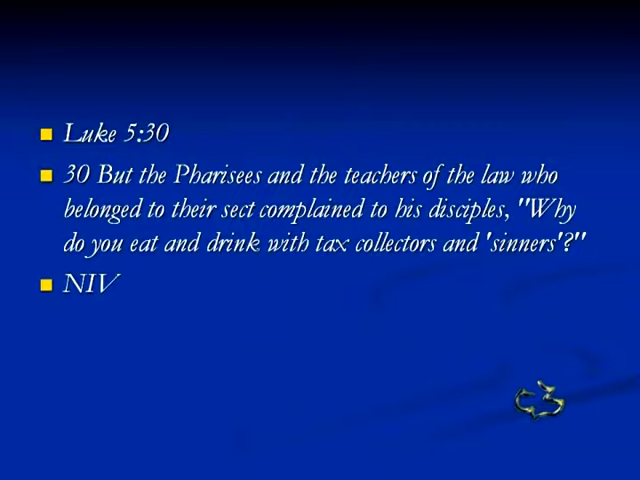 Luke 5:30
30 But the Pharisees and the teachers of the law who
belonged to their sect complained to his disciples, "Why
do you eat and drink with tax collectors and 'sinners'?"
NIV